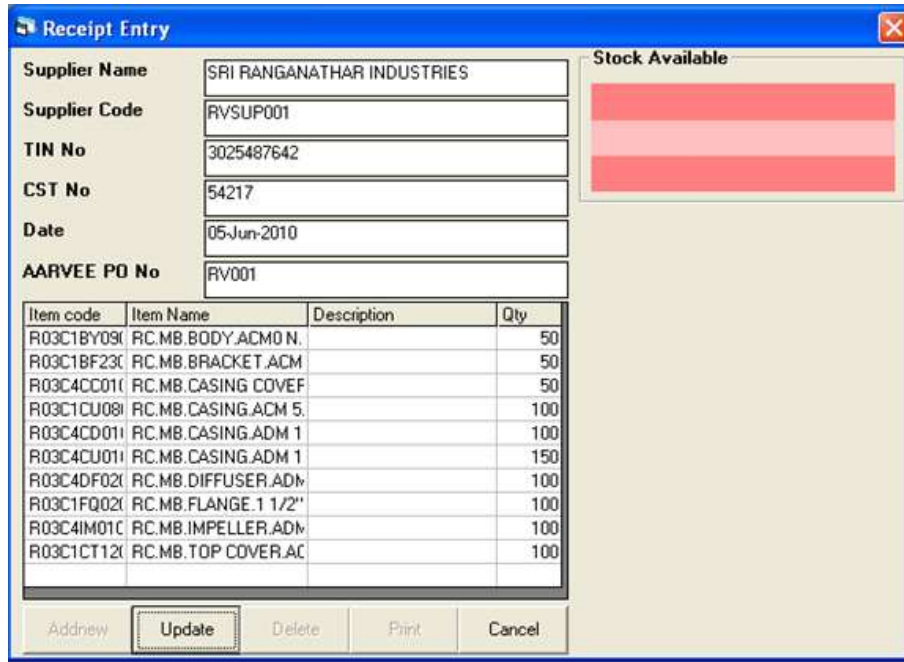 Receipt Entry
Supplier Name SRI RANGANATHAR INDUSTRIES
Supplier Code RVSUP001
TIN No 3025487642
CST No 54217
Date 05-Jun-2010
AARVEE PO No RV001
Item code Item Name Description Qty
R03C1BY09( RC.MB.BODY.ACM0 N. 50
R03C1BF23( RC.MB.BRACKET.ACM 50
R03C4CC01( RC.MB.CASING COVER 50
R03C1CU08( RC.MB.CASING.ACM 5. 100
R03C4CD01( RC.MB.CASING.ADM 1 100
R03C4CU01( RC.MB.CASING.ADM 1 150
R03C4DF02( RC.MB.DIFFUSER.ADM 100
R03C1FQ02( RC.MB.FLANGE.1 1/2" 100
R03C4IM01( RC.MB.IMPELLER.ADM 100
R03C1CT12( RC.MB.TOP COVER.AC 100
Addnew Update Delete Print Cancel
Stock Available